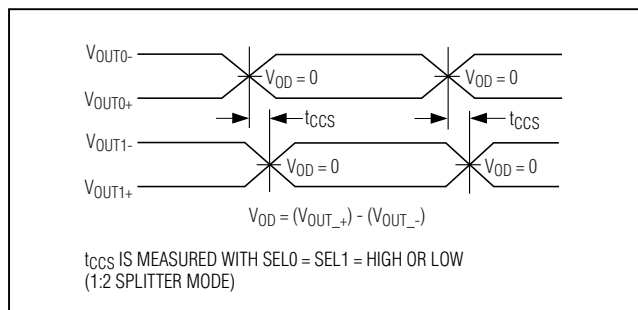 VOUT0-
VOD = 0 VOD = 0
VOUT0+
tCCS tCCS
VOUT1-
VOD = 0 VOD = 0
VOUT1+
VOD = (VOUT_+) - (VOUT_-)
tCCS IS MEASURED WITH SEL0 = SEL1 = HIGH OR LOW
(1:2 SPLITTER MODE)